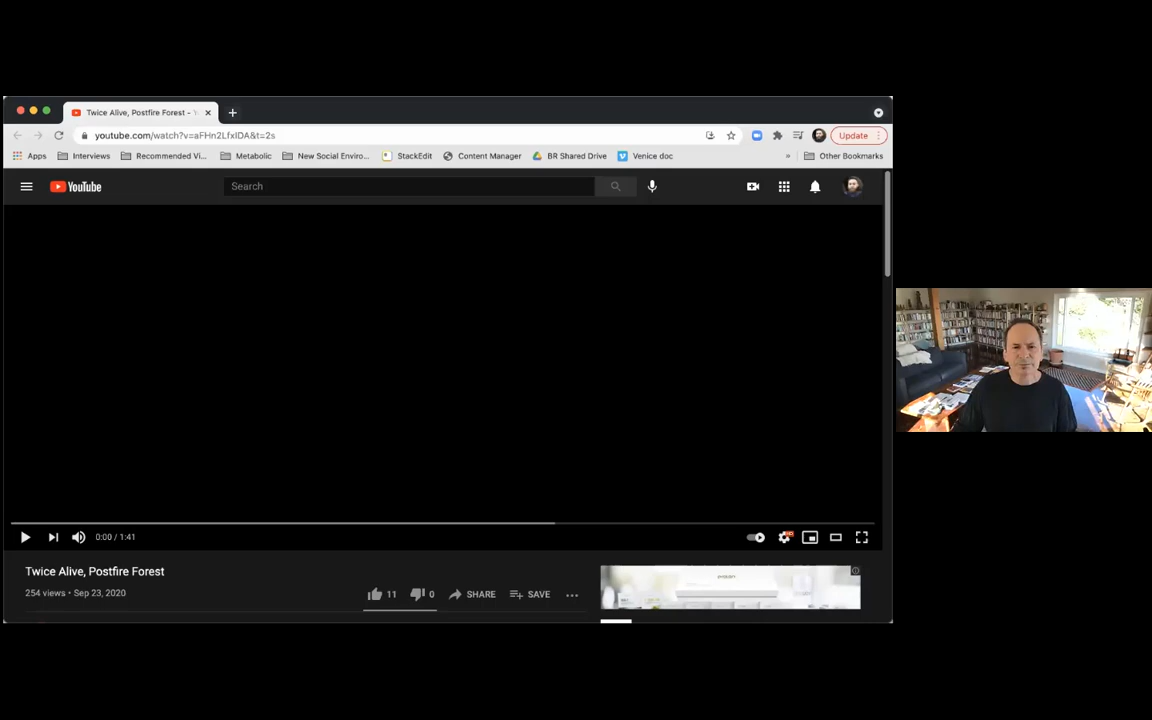 Twice Alive, Postfire Forest - Y
youtube.com/watch?v=aFHn2LfxIDA&t=2s
Update
Apps Interviews Recommended Vi... Metabolic New Social Enviro... StackEdit Content Manager BR Shared Drive Venice doc » Other Bookmarks
YouTube Search
0:00 / 1:41
Twice Alive, Postfire Forest
254 views • Sep 23, 2020
11 0 SHARE SAVE